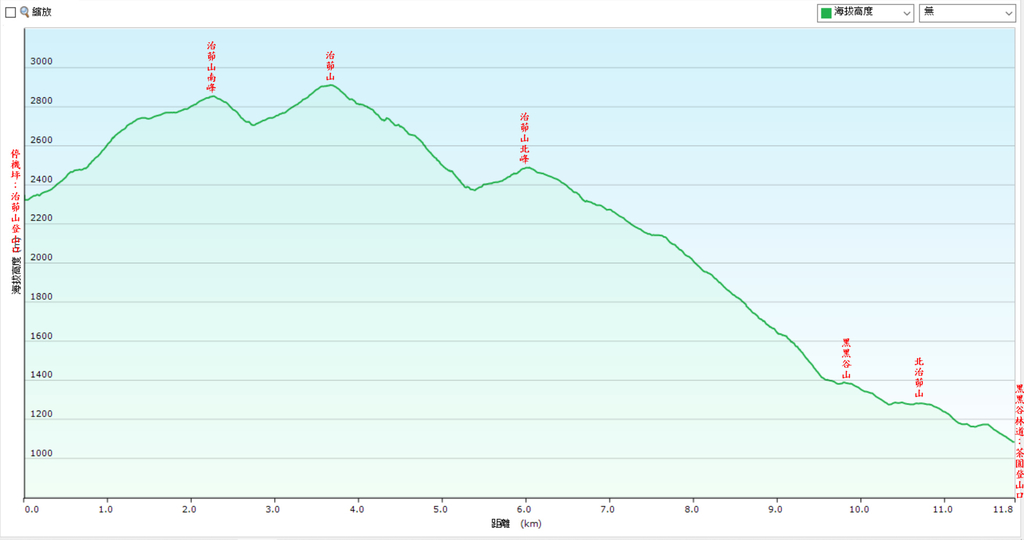 縮放
海拔高度
無
3000
2800
2600
2400
2200
2000
1800
1600
1400
1200
1000
治茆山南峰
治茆山
治茆山北峰
停機坪：治茆山登山口
海拔高度
黑黑谷山
北治茆山
黑黑谷林道：茶園登山口
0.0
1.0
2.0
3.0
4.0
5.0
6.0
7.0
8.0
9.0
10.0
11.0
11.8
距離 (km)